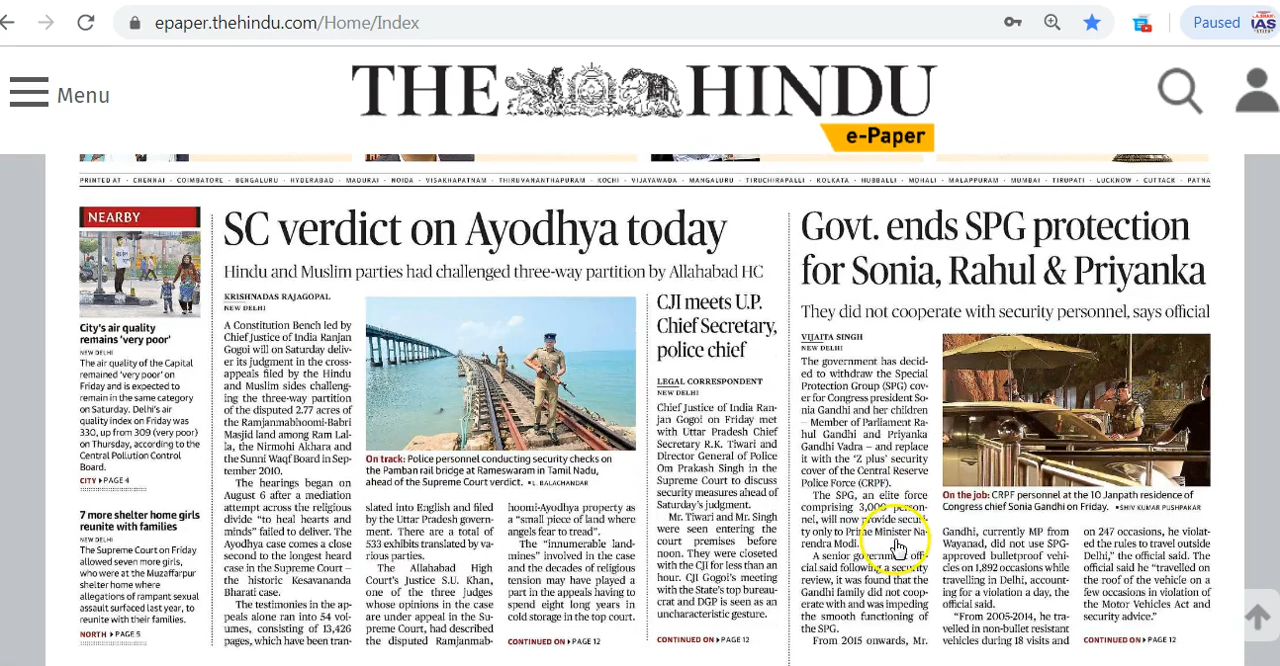 epaper.thehindu.com/Home/Index
Paused
IAS
Menu
THE HINDU
e-Paper
PRINTED AT • CHENNAI • COIMBATORE • BENGALURU • HYDERABAD • MADURAI • NOIDA • VISAKHAPATNAM • THIRUVANANTHAPURAM • KOCHI • VIJAYAWADA • MANGALURU • TIRUCHIRAPALLI • KOLKATA • HUBBALLI • MOHALI • MALAPPURAM • MUMBAI • TIRUPATI • LUCKNOW • CUTTACK • PATNA
NEARBY
City's air quality
remains 'very poor'
NEW DELHI
The air quality of the Capital
remained 'very poor' on
Friday and is expected to
remain in the same category
on Saturday. Delhi's air
quality index on Friday was
330, up from 309 (very poor)
on Thursday, according to the
Central Pollution Control
Board.
CITY ▶ PAGE 4
7 more shelter home girls
reunite with families
NEW DELHI
The Supreme Court on Friday
allowed seven more girls,
who were at the Muzaffarpur
shelter home where
allegations of rampant sexual
assault surfaced last year, to
reunite with their families.
NORTH ▶ PAGE 5
SC verdict on Ayodhya today
Hindu and Muslim parties had challenged three-way partition by Allahabad HC
KRISHNADAS RAJAGOPAL
NEW DELHI
A Constitution Bench led by
Chief Justice of India Ranjan
Gogoi will on Saturday deliv-
er its judgment in the cross-
appeals filed by the Hindu
and Muslim sides challeng-
ing the three-way partition
of the disputed 2.77 acres of
the Ramjanmabhoomi-Babri
Masjid land among Ram Lal-
la, the Nirmohi Akhara and
the Sunni Waqf Board in Sep-
tember 2010.
The hearings began on
August 6 after a mediation
attempt across the religious
divide “to heal hearts and
minds” failed to deliver. The
Ayodhya case comes a close
second to the longest heard
case in the Supreme Court –
the historic Kesavananda
Bharati case.
The testimonies in the ap-
peals alone ran into 54 vol-
umes, consisting of 13,426
pages, which have been tran-
On track: Police personnel conducting security checks on
the Pamban rail bridge at Rameswaram in Tamil Nadu,
ahead of the Supreme Court verdict. • L. BALACHANDAR
slated into English and filed
by the Uttar Pradesh govern-
ment. There are a total of
533 exhibits translated by va-
rious parties.
The Allahabad High
Court's Justice S.U. Khan,
one of the three judges
whose opinions in the case
are under appeal in the Su-
preme Court, had described
the disputed Ramjanmab-
hoomi-Ayodhya property as
a “small piece of land where
angels fear to tread”.
The “innumerable land-
mines” involved in the case
and the decades of religious
tension may have played a
part in the appeals having to
spend eight long years in
cold storage in the top court.
CONTINUED ON ▶ PAGE 12
CJI meets U.P.
Chief Secretary,
police chief
LEGAL CORRESPONDENT
NEW DELHI
Chief Justice of India Ran-
jan Gogoi on Friday met
with Uttar Pradesh Chief
Secretary R.K. Tiwari and
Director General of Police
Om Prakash Singh in the
Supreme Court to discuss
security measures ahead of
Saturday's judgment.
Mr. Tiwari and Mr. Singh
were seen entering the
court premises before
noon. They were closeted
with the CJI for less than an
hour. CJI Gogoi's meeting
with the State's top bureau-
crat and DGP is seen as an
uncharacteristic gesture.
CONTINUED ON ▶ PAGE 12
Govt. ends SPG protection
for Sonia, Rahul & Priyanka
They did not cooperate with security personnel, says official
VIJAITA SINGH
NEW DELHI
The government has decid-
ed to withdraw the Special
Protection Group (SPG) cov-
er for Congress president So-
nia Gandhi and her children
– Member of Parliament Ra-
hul Gandhi and Priyanka
Gandhi Vadra – and replace
it with the 'Z plus' security
cover of the Central Reserve
Police Force (CRPF).
The SPG, an elite force
comprising 3,000 person-
nel, will now provide securi-
ty only to Prime Minister Na-
rendra Modi.
A senior government offi-
cial said following a security
review, it was found that the
Gandhi family did not coop-
erate with and was impeding
the smooth functioning of
the SPG.
From 2015 onwards, Mr.
On the job: CRPF personnel at the 10 Janpath residence of
Congress chief Sonia Gandhi on Friday. • SHIV KUMAR PUSHPAKAR
Gandhi, currently MP from
Wayanad, did not use SPG-
approved bulletproof vehi-
cles on 1,892 occasions while
travelling in Delhi, account-
ing for a violation a day, the
official said.
“From 2005-2014, he tra-
velled in non-bullet resistant
vehicles during 18 visits and
on 247 occasions, he violat-
ed the rules to travel outside
Delhi,” the official said. The
official said he “travelled on
the roof of the vehicle on a
few occasions in violation of
the Motor Vehicles Act and
security advice.”
CONTINUED ON ▶ PAGE 12